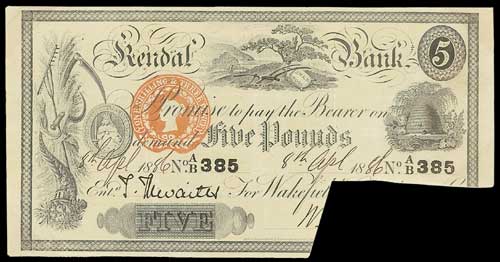 Kendal Bank 5
Promise to pay the Bearer on
demand Five Pounds
8th Apl 1886 No. A/B 385 8th Apl 1886 No. A/B 385
Entd. T. Thwaites For Wakefield
FIVE W